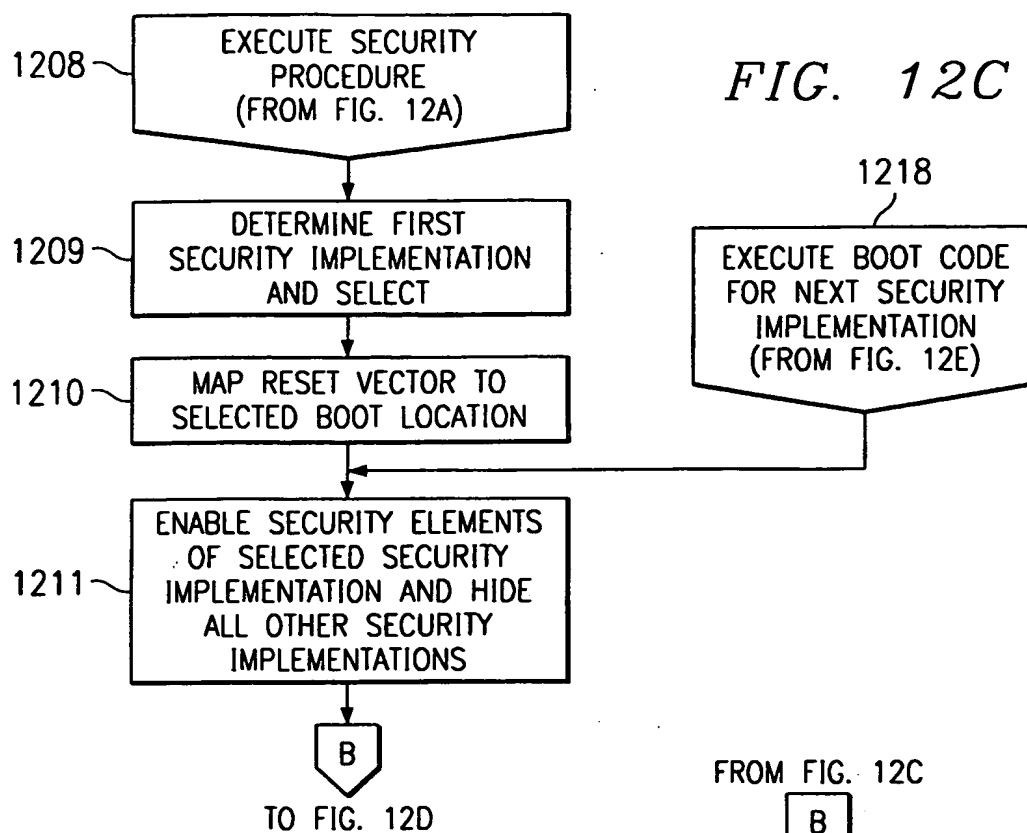 1208
EXECUTE SECURITY
PROCEDURE
(FROM FIG. 12A)
FIG. 12C
1209
DETERMINE FIRST
SECURITY IMPLEMENTATION
AND SELECT
1218
EXECUTE BOOT CODE
FOR NEXT SECURITY
IMPLEMENTATION
(FROM FIG. 12E)
1210
MAP RESET VECTOR TO
SELECTED BOOT LOCATION
1211
ENABLE SECURITY ELEMENTS
OF SELECTED SECURITY
IMPLEMENTATION AND HIDE
ALL OTHER SECURITY
IMPLEMENTATIONS
B
TO FIG. 12D
FROM FIG. 12C
B